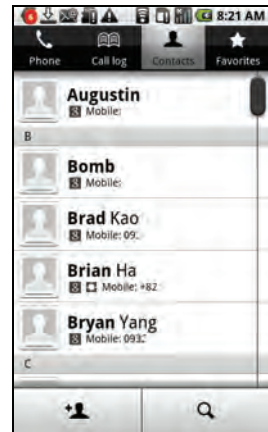 8:21 AM
Phone Call log Contacts Favorites
Augustin
Mobile:
B
Bomb
Mobile:
Brad Kao
Mobile: 09
Brian Ha
Mobile: +82
Bryan Yang
Mobile: 093
C